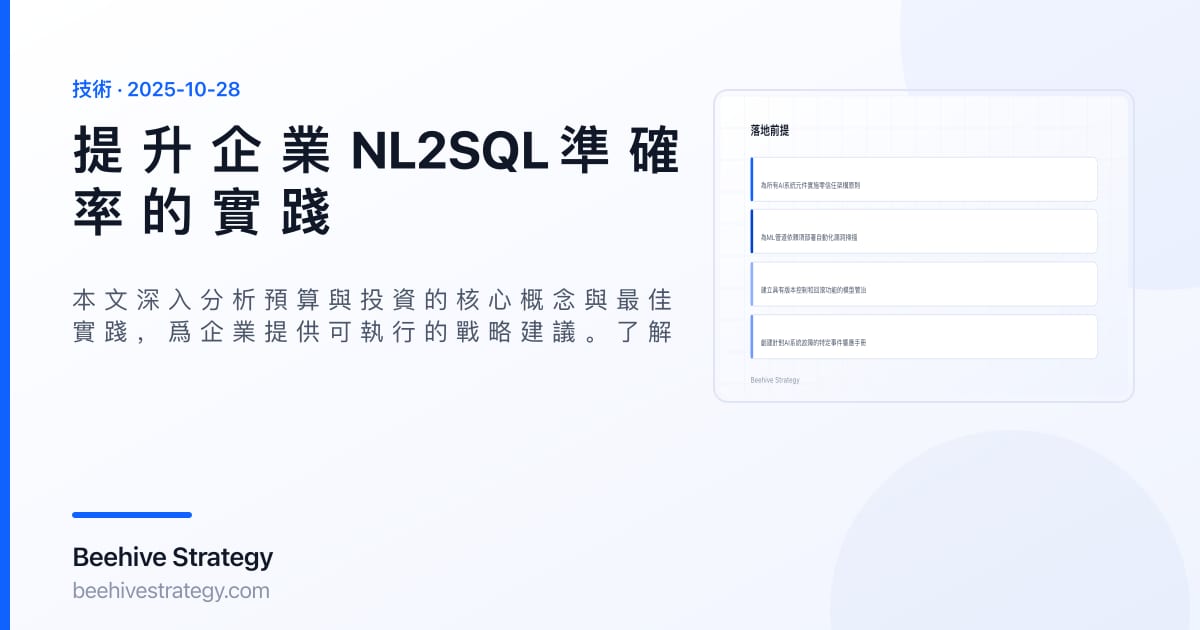 技術 · 2025-10-28
提升企業NL2SQL準確
率的實踐
本文深入分析預算與投資的核心概念與最佳
實踐，爲企業提供可執行的戰略建議。了解
Beehive Strategy
beehivestrategy.com
落地前提
為所有AI系統元件實施零信任架構原則
為ML管道依賴項部署自動化漏洞掃描
建立具有版本控制和回滾功能的模型管治
創建針對AI系統故障的特定事件響應手冊
Beehive Strategy